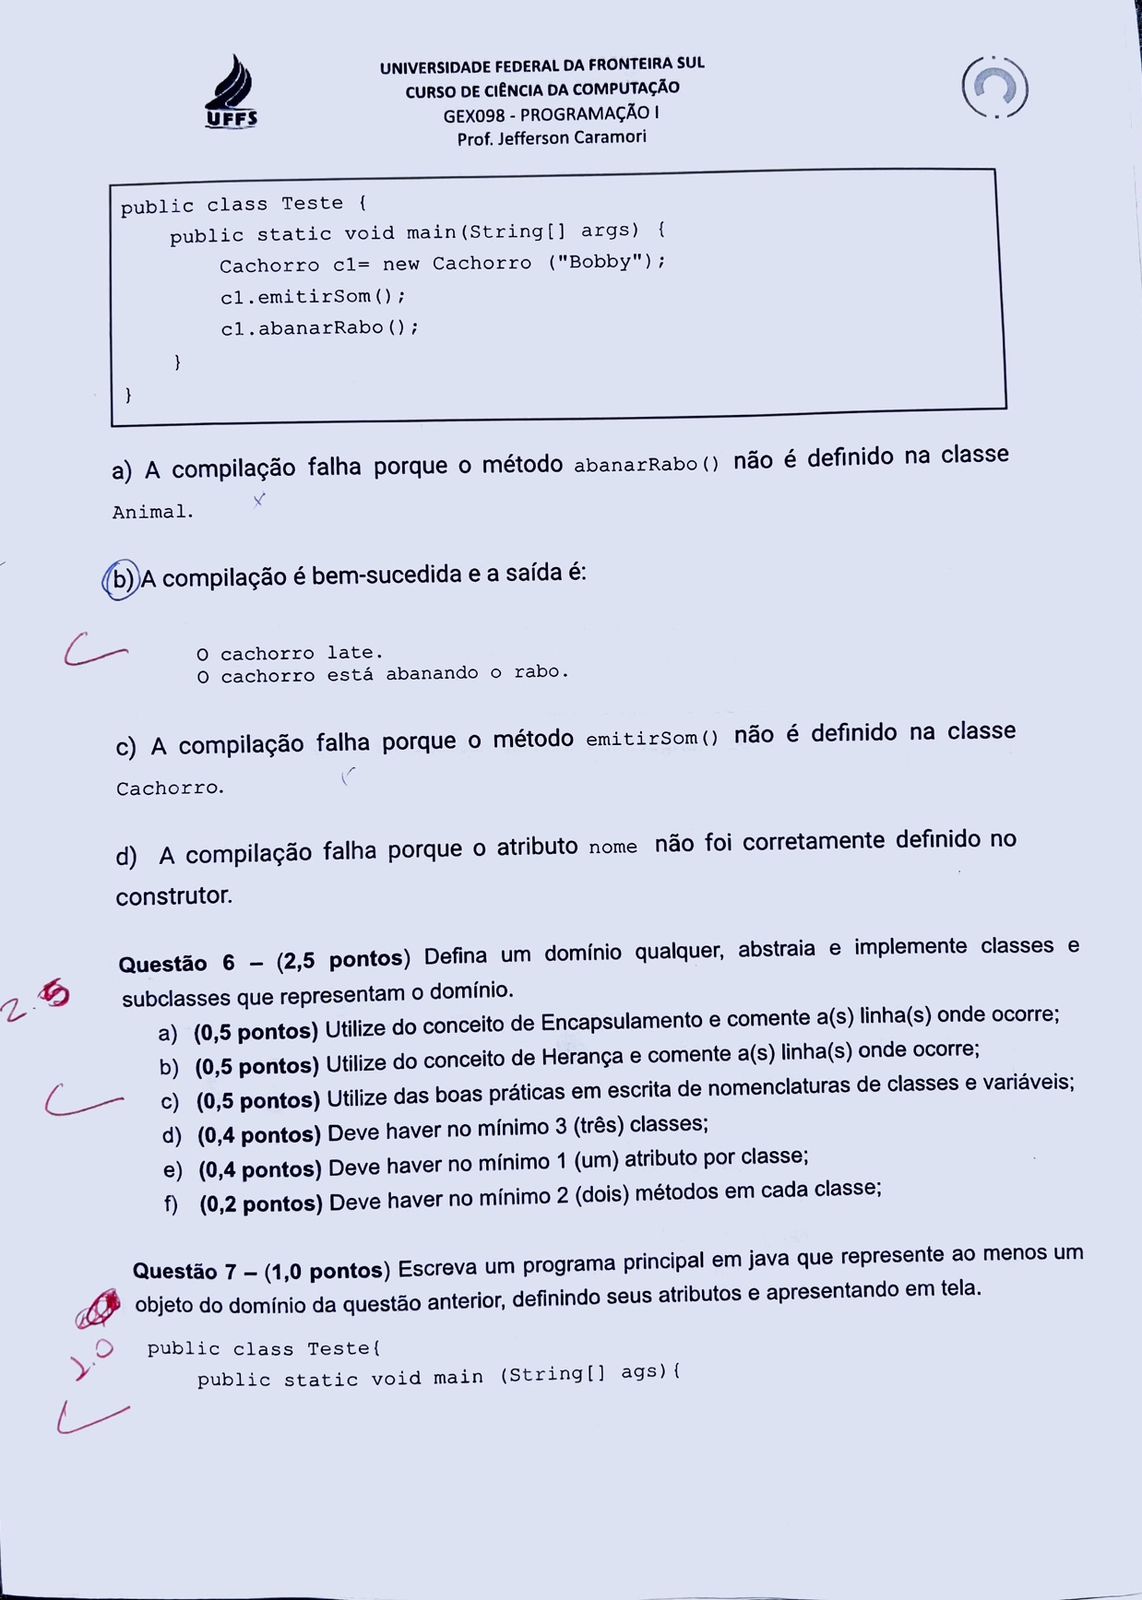 UNIVERSIDADE FEDERAL DA FRONTEIRA SUL
CURSO DE CIÊNCIA DA COMPUTAÇÃO
GEX098 - PROGRAMAÇÃO I
Prof. Jefferson Caramori
UFFS
public class Teste {
public static void main(String[] args) {
Cachorro c1= new Cachorro ("Bobby");
c1.emitirSom();
c1.abanarRabo();
}
}
a) A compilação falha porque o método abanarRabo() não é definido na classe
Animal.
b) A compilação é bem-sucedida e a saída é:
O cachorro late.
O cachorro está abanando o rabo.
c) A compilação falha porque o método emitirSom() não é definido na classe
Cachorro.
d) A compilação falha porque o atributo nome não foi corretamente definido no
construtor.
Questão 6 – (2,5 pontos) Defina um domínio qualquer, abstraia e implemente classes e
subclasses que representam o domínio.
2.5
a) (0,5 pontos) Utilize do conceito de Encapsulamento e comente a(s) linha(s) onde ocorre;
b) (0,5 pontos) Utilize do conceito de Herança e comente a(s) linha(s) onde ocorre;
c) (0,5 pontos) Utilize das boas práticas em escrita de nomenclaturas de classes e variáveis;
d) (0,4 pontos) Deve haver no mínimo 3 (três) classes;
e) (0,4 pontos) Deve haver no mínimo 1 (um) atributo por classe;
f) (0,2 pontos) Deve haver no mínimo 2 (dois) métodos em cada classe;
Questão 7 – (1,0 pontos) Escreva um programa principal em java que represente ao menos um
objeto do domínio da questão anterior, definindo seus atributos e apresentando em tela.
public class Teste{
public static void main (String[] ags){